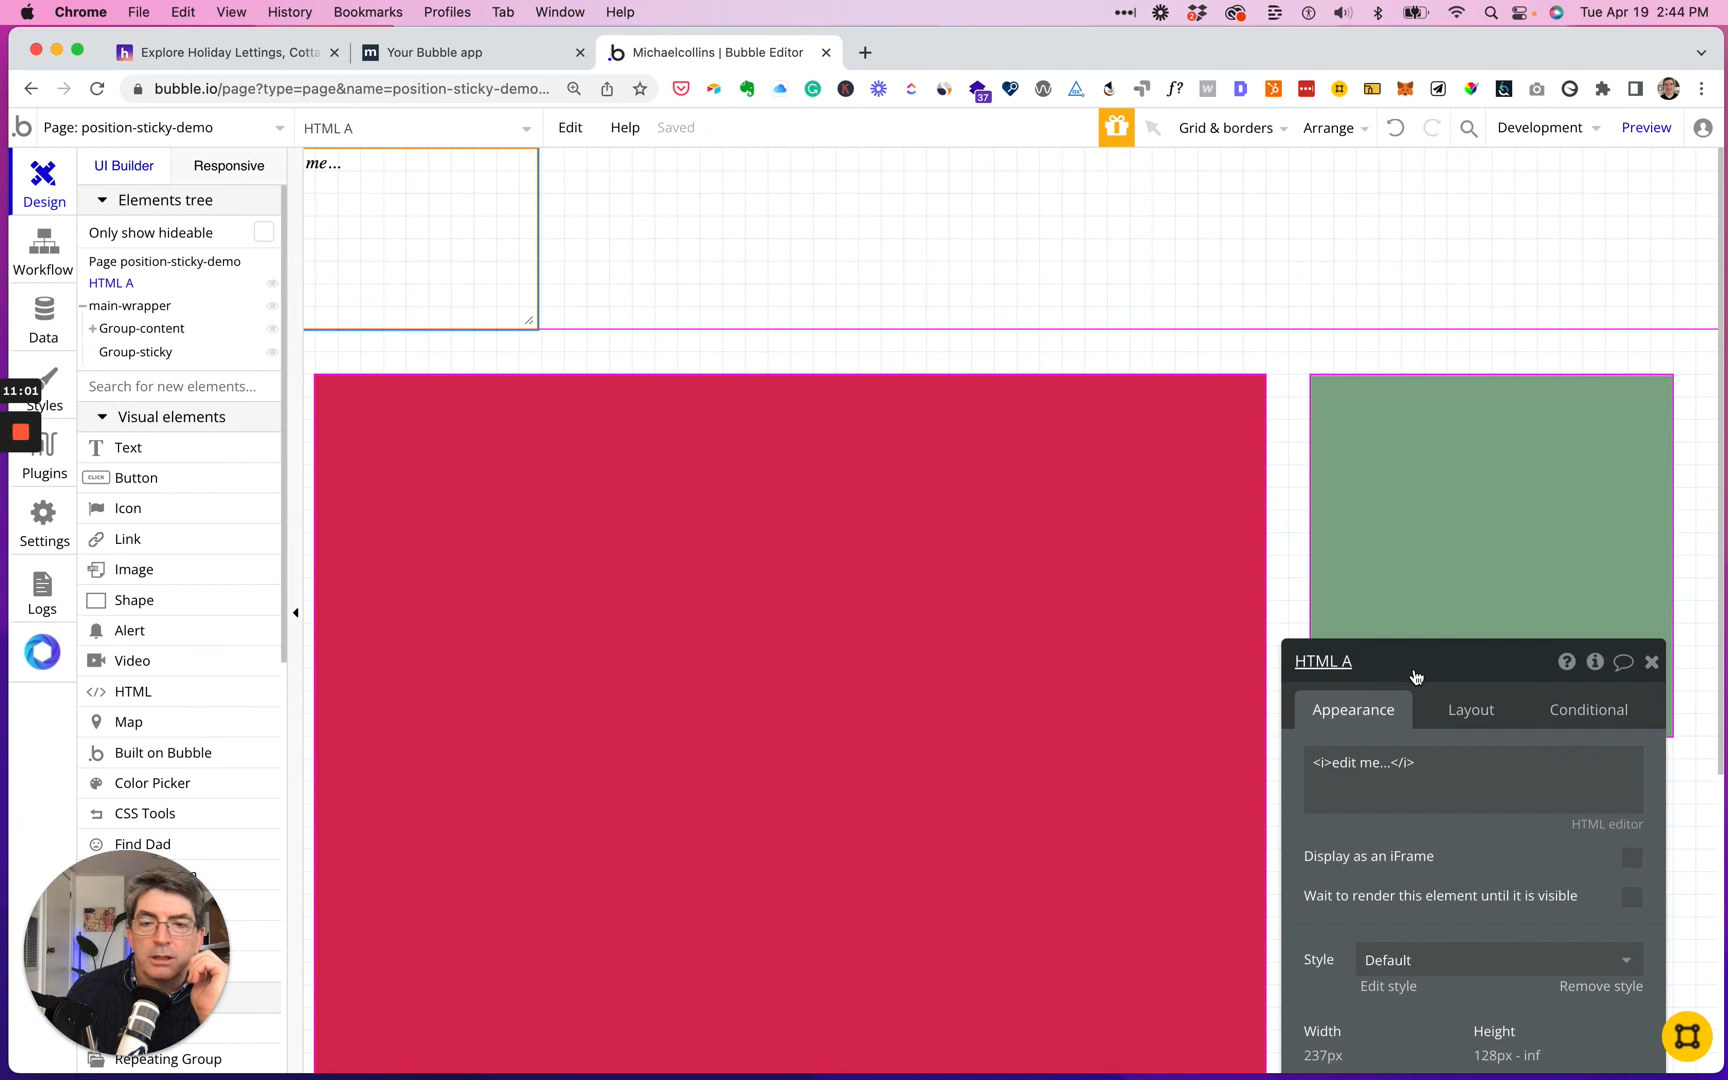 Chrome File Edit View History Bookmarks Profiles Tab Window Help Tue Apr 19 2:44 PM
Explore Holiday Lettings, Cotta
Your Bubble app
Michaelcollins | Bubble Editor
bubble.io/page?type=page&name=position-sticky-demo...
37
Page: position-sticky-demo
HTML A
Edit
Help
Saved
Grid & borders
Arrange
Development
Preview
UI Builder
Responsive
me...
Design
Elements tree
Only show hideable
Page position-sticky-demo
HTML A
main-wrapper
Group-content
Group-sticky
Workflow
Data
11:01
Styles
Plugins
Settings
Logs
Search for new elements...
Visual elements
Text
CLICK Button
Icon
Link
Image
Shape
Alert
Video
HTML
Map
Built on Bubble
Color Picker
CSS Tools
Find Dad
Repeating Group
HTML A
Appearance
Layout
Conditional
<i>edit me...</i>
HTML editor
Display as an iFrame
Wait to render this element until it is visible
Style
Default
Edit style
Remove style
Width
Height
237px
128px - inf